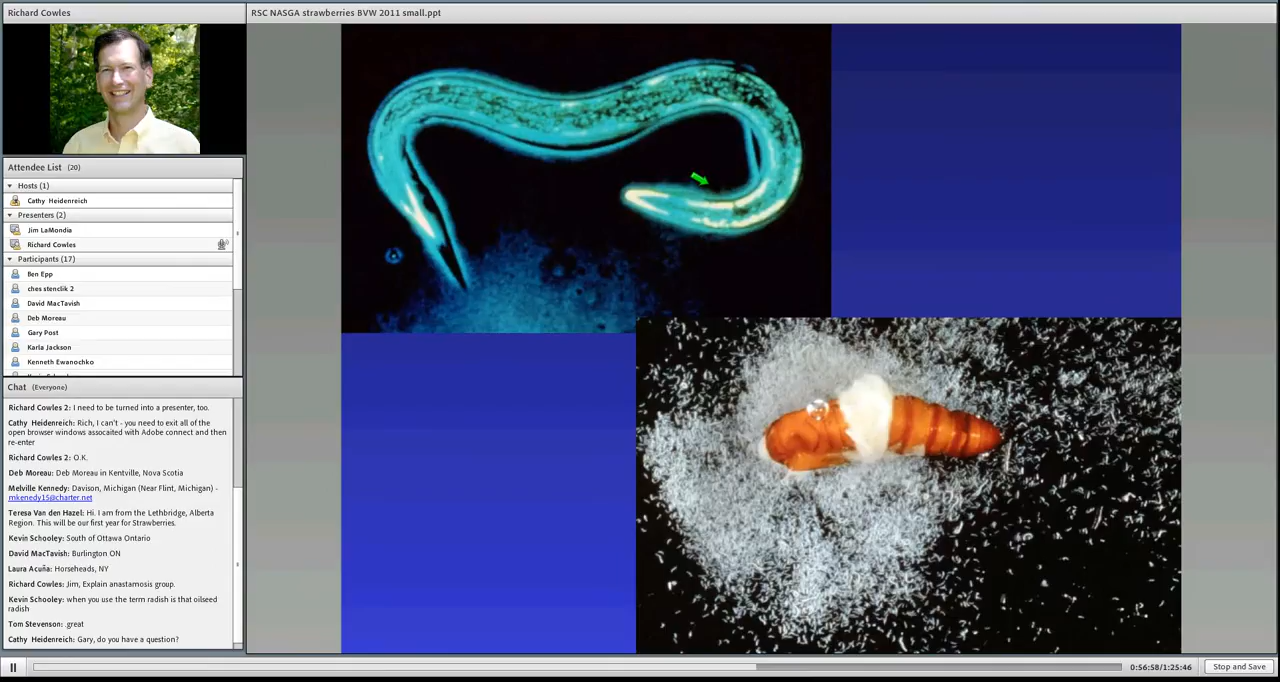 Richard Cowles
RSC NASGA strawberries BVW 2011 small.ppt
Attendee List (20)
Hosts (1)
Cathy Heidenreich
Presenters (2)
Jim LaMondia
Richard Cowles
Participants (17)
Ben Epp
ches stenclik 2
David MacTavish
Deb Moreau
Gary Post
Karla Jackson
Kenneth Ewanochko
Chat (Everyone)
Richard Cowles 2: I need to be turned into a presenter, too.
Cathy Heidenreich: Rich, I can't - you need to exit all of the
open browser windows assocaited with Adobe connect and then
re-enter
Richard Cowles 2: O.K.
Deb Moreau: Deb Moreau in Kentville, Nova Scotia
Melville Kennedy: Davison, Michigan (Near Flint, Michigan) -
mkenedy15@charter.net
Teresa Van den Hazel: Hi. I am from the Lethbridge, Alberta
Region. This will be our first year for Strawberries.
Kevin Schooley: South of Ottawa Ontario
David MacTavish: Burlington ON
Laura Acuña: Horseheads, NY
Richard Cowles: Jim, Explain anastamosis group.
Kevin Schooley: when you use the term radish is that oilseed
radish
Tom Stevenson: .great
Cathy Heidenreich: Gary, do you have a question?
0:56:58/1:25:46
Stop and Save